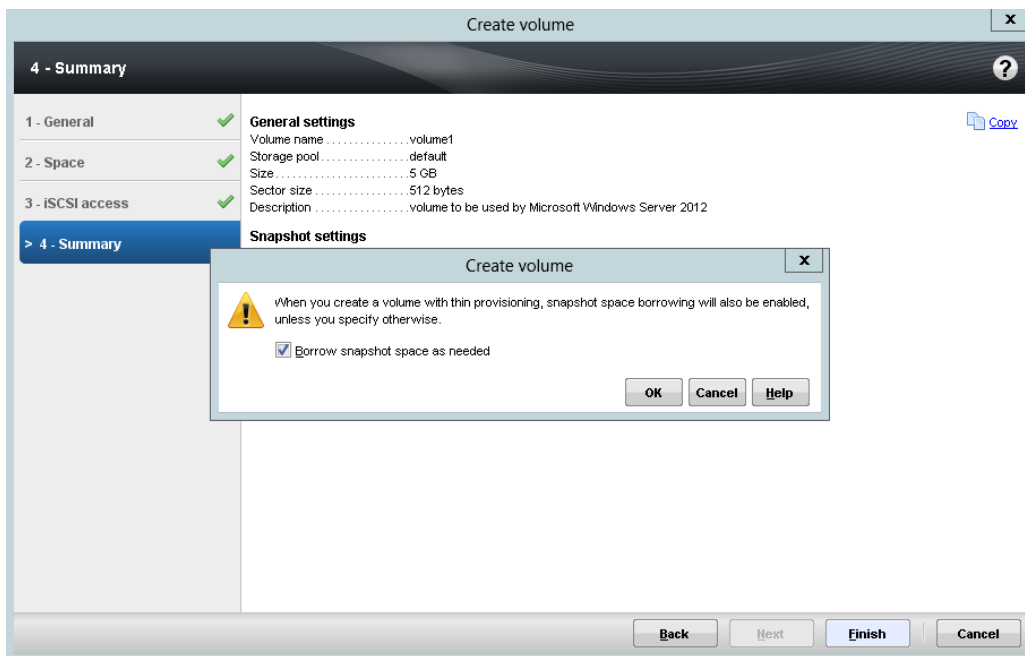 Create volume
x
4 - Summary
?
1 - General
2 - Space
3 - iSCSI access
> 4 - Summary
General settings
Volume name ............... volume1
Storage pool ................ default
Size ........................ 5 GB
Sector size ................. 512 bytes
Description ................. volume to be used by Microsoft Windows Server 2012
Copy
Snapshot settings
Create volume
x
When you create a volume with thin provisioning, snapshot space borrowing will also be enabled,
unless you specify otherwise.
Borrow snapshot space as needed
OK Cancel Help
Back Next Finish Cancel